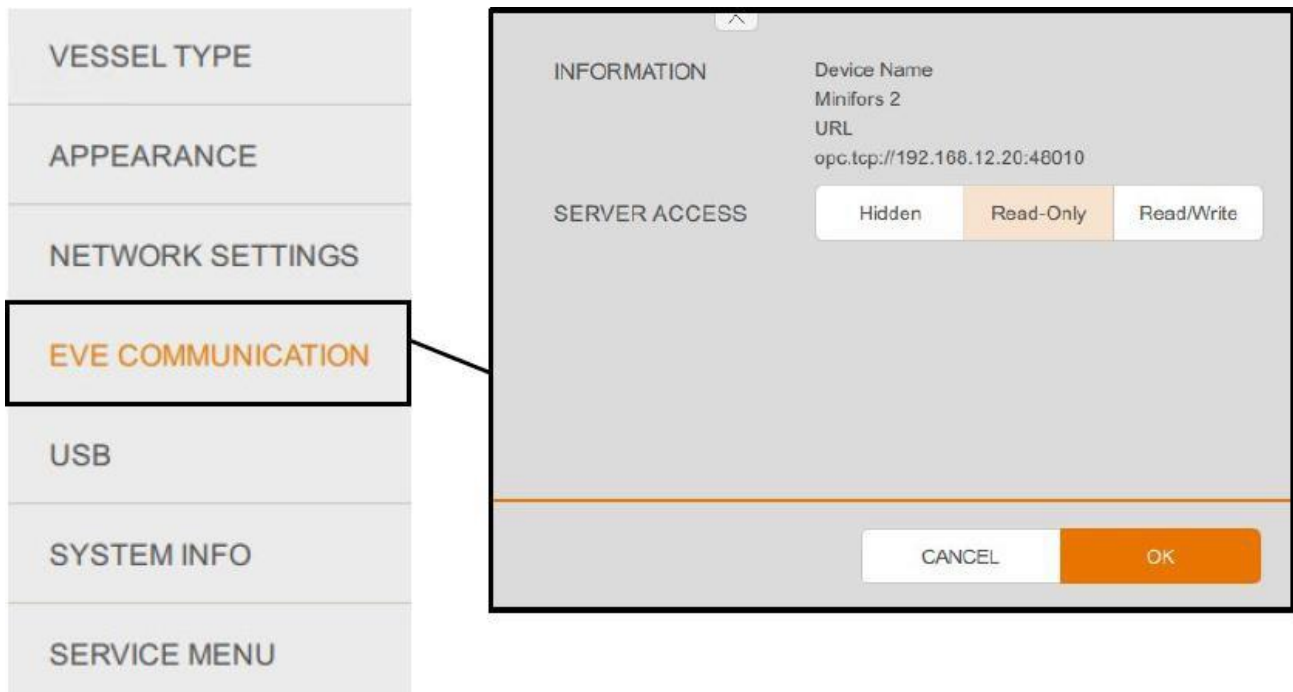 VESSEL TYPE
APPEARANCE
NETWORK SETTINGS
EVE COMMUNICATION
USB
SYSTEM INFO
SERVICE MENU
INFORMATION
Device Name
Minifors 2
URL
opc.tcp://192.168.12.20:48010
SERVER ACCESS
Hidden
Read-Only
Read/Write
CANCEL
OK